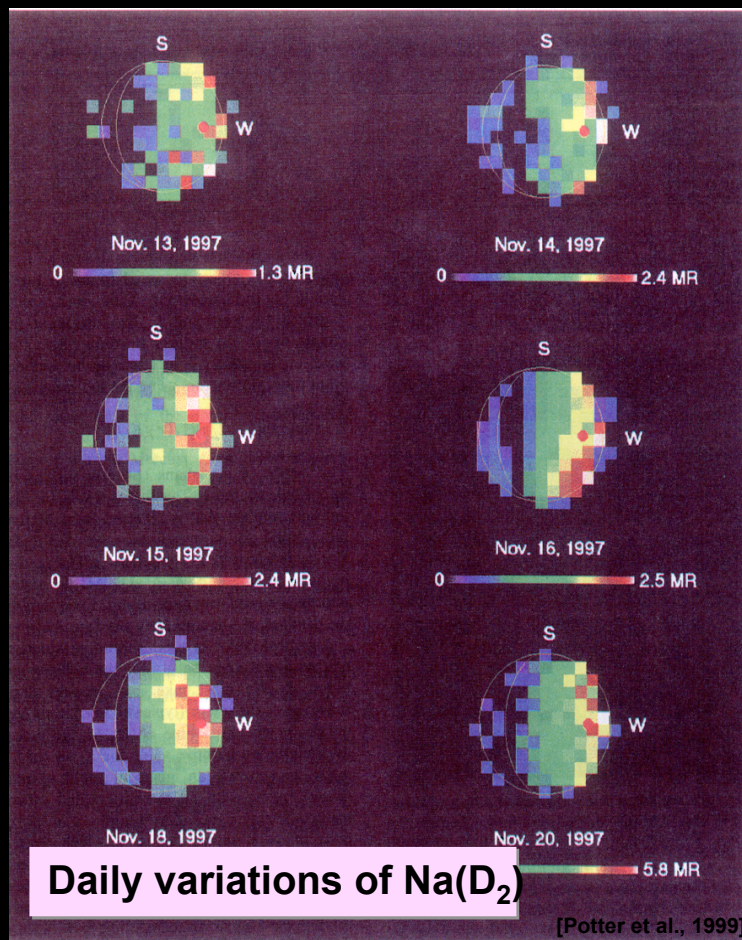 S
S
W
W
Nov. 13, 1997
Nov. 14, 1997
0 1.3 MR
0 2.4 MR
S
S
W
W
Nov. 15, 1997
Nov. 16, 1997
0 2.4 MR
0 2.5 MR
S
S
W
W
Nov. 18, 1997
Nov. 20, 1997
Daily variations of Na(D₂)
5.8 MR
[Potter et al., 1999]